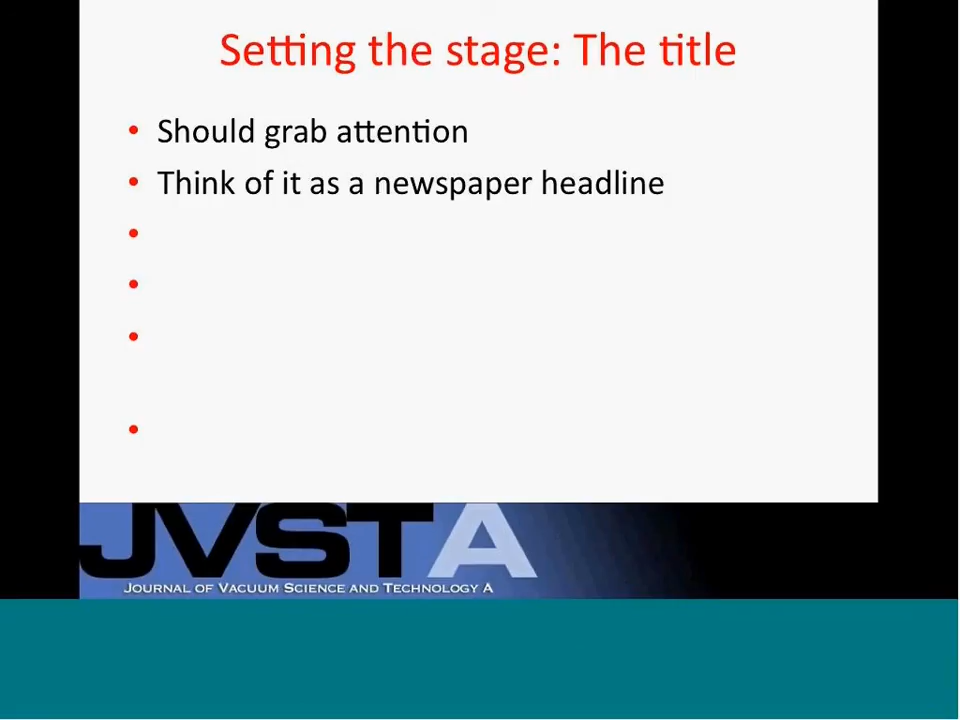 Setting the stage: The title
• Should grab attention
• Think of it as a newspaper headline
•
•
•
•
JVSTA
JOURNAL OF VACUUM SCIENCE AND TECHNOLOGY A